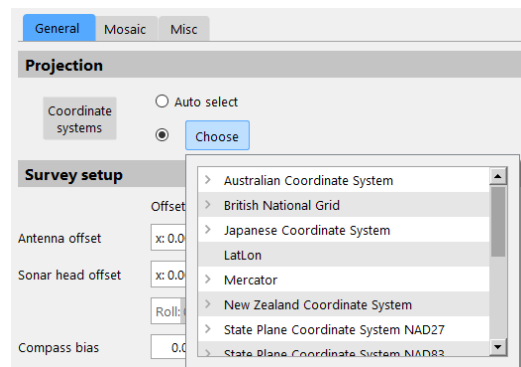 General Mosaic Misc
Projection
Coordinate systems
Auto select
Choose
Survey setup
Offset
Antenna offset
x: 0.0
Sonar head offset
x: 0.0
Roll:
Compass bias
0.0
Australian Coordinate System
British National Grid
Japanese Coordinate System
LatLon
Mercator
New Zealand Coordinate System
State Plane Coordinate System NAD27
State Plane Coordinate System NAD83